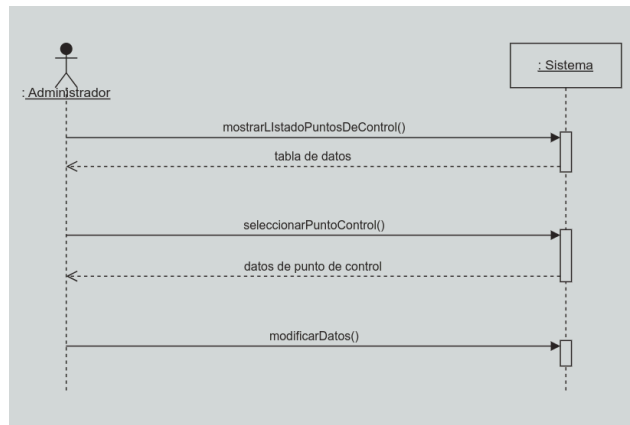 : Administrador
: Sistema
mostrarLIstadoPuntosDeControl()
tabla de datos
seleccionarPuntoControl()
datos de punto de control
modificarDatos()